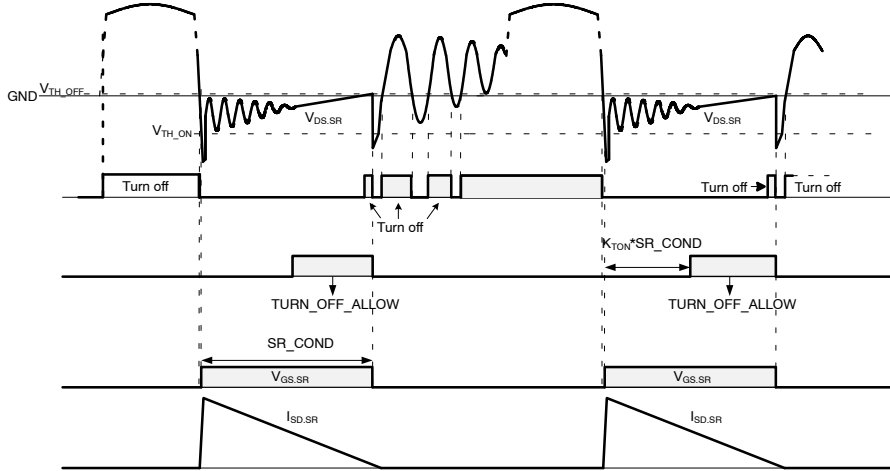 V_TH_OFF
GND
V_DS.SR
V_DS.SR
V_TH_ON
Turn off
Turn off
Turn off
Turn off
K_TON*SR_COND
TURN_OFF_ALLOW
TURN_OFF_ALLOW
SR_COND
V_GS.SR
V_GS.SR
I_SD.SR
I_SD.SR